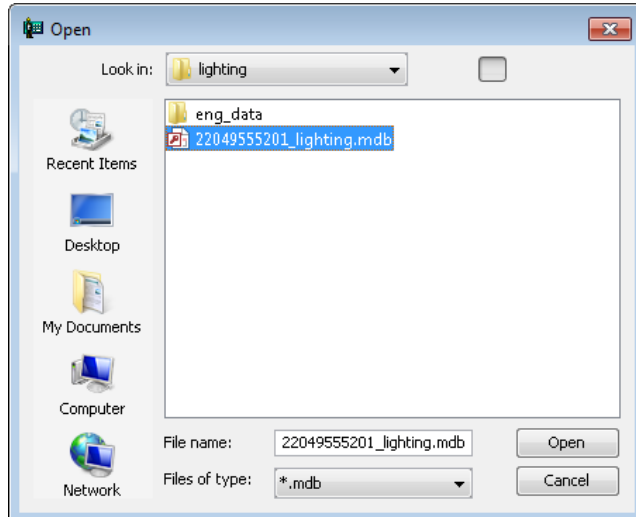 Open
Look in: lighting
eng_data
22049555201_lighting.mdb
Recent Items
Desktop
My Documents
Computer
Network
File name: 22049555201_lighting.mdb Open
Files of type: *.mdb Cancel